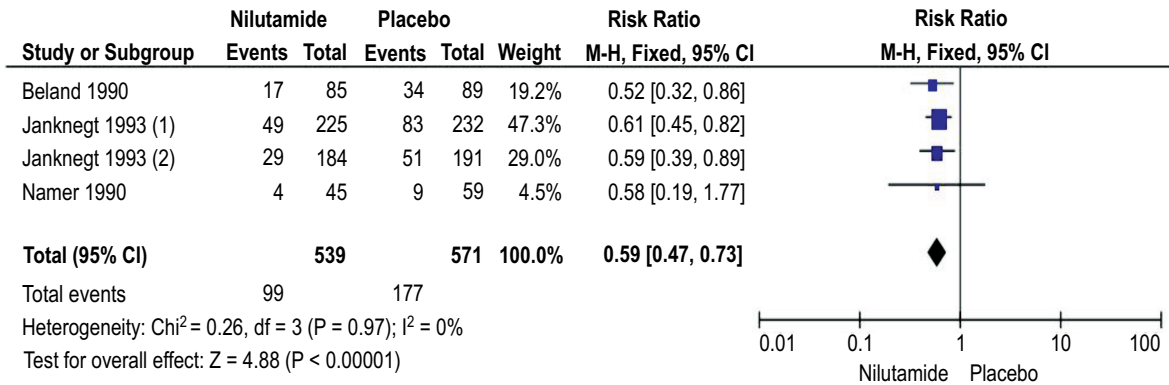 Nilutamide Placebo Risk Ratio Risk Ratio
Study or Subgroup Events Total Events Total Weight M-H, Fixed, 95% CI M-H, Fixed, 95% CI
Beland 1990 17 85 34 89 19.2% 0.52 [0.32, 0.86]
Janknegt 1993 (1) 49 225 83 232 47.3% 0.61 [0.45, 0.82]
Janknegt 1993 (2) 29 184 51 191 29.0% 0.59 [0.39, 0.89]
Namer 1990 4 45 9 59 4.5% 0.58 [0.19, 1.77]
Total (95% CI) 539 571 100.0% 0.59 [0.47, 0.73]
Total events 99 177
Heterogeneity: Chi² = 0.26, df = 3 (P = 0.97); I² = 0%
Test for overall effect: Z = 4.88 (P < 0.00001)
0.01 0.1 1 10 100
Nilutamide Placebo